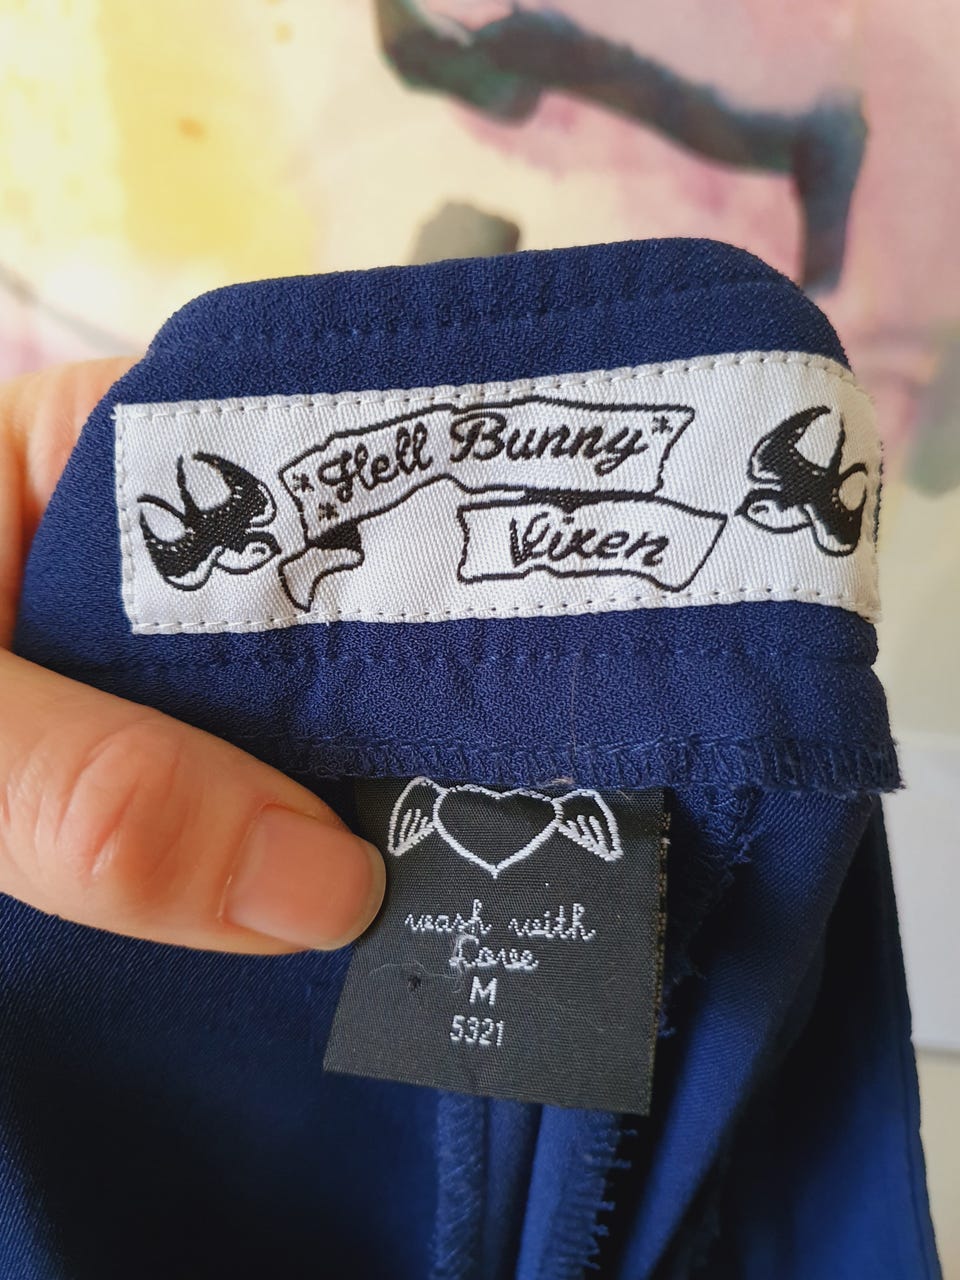 Hell Bunny
Vixen
wash with
Love
M
5321